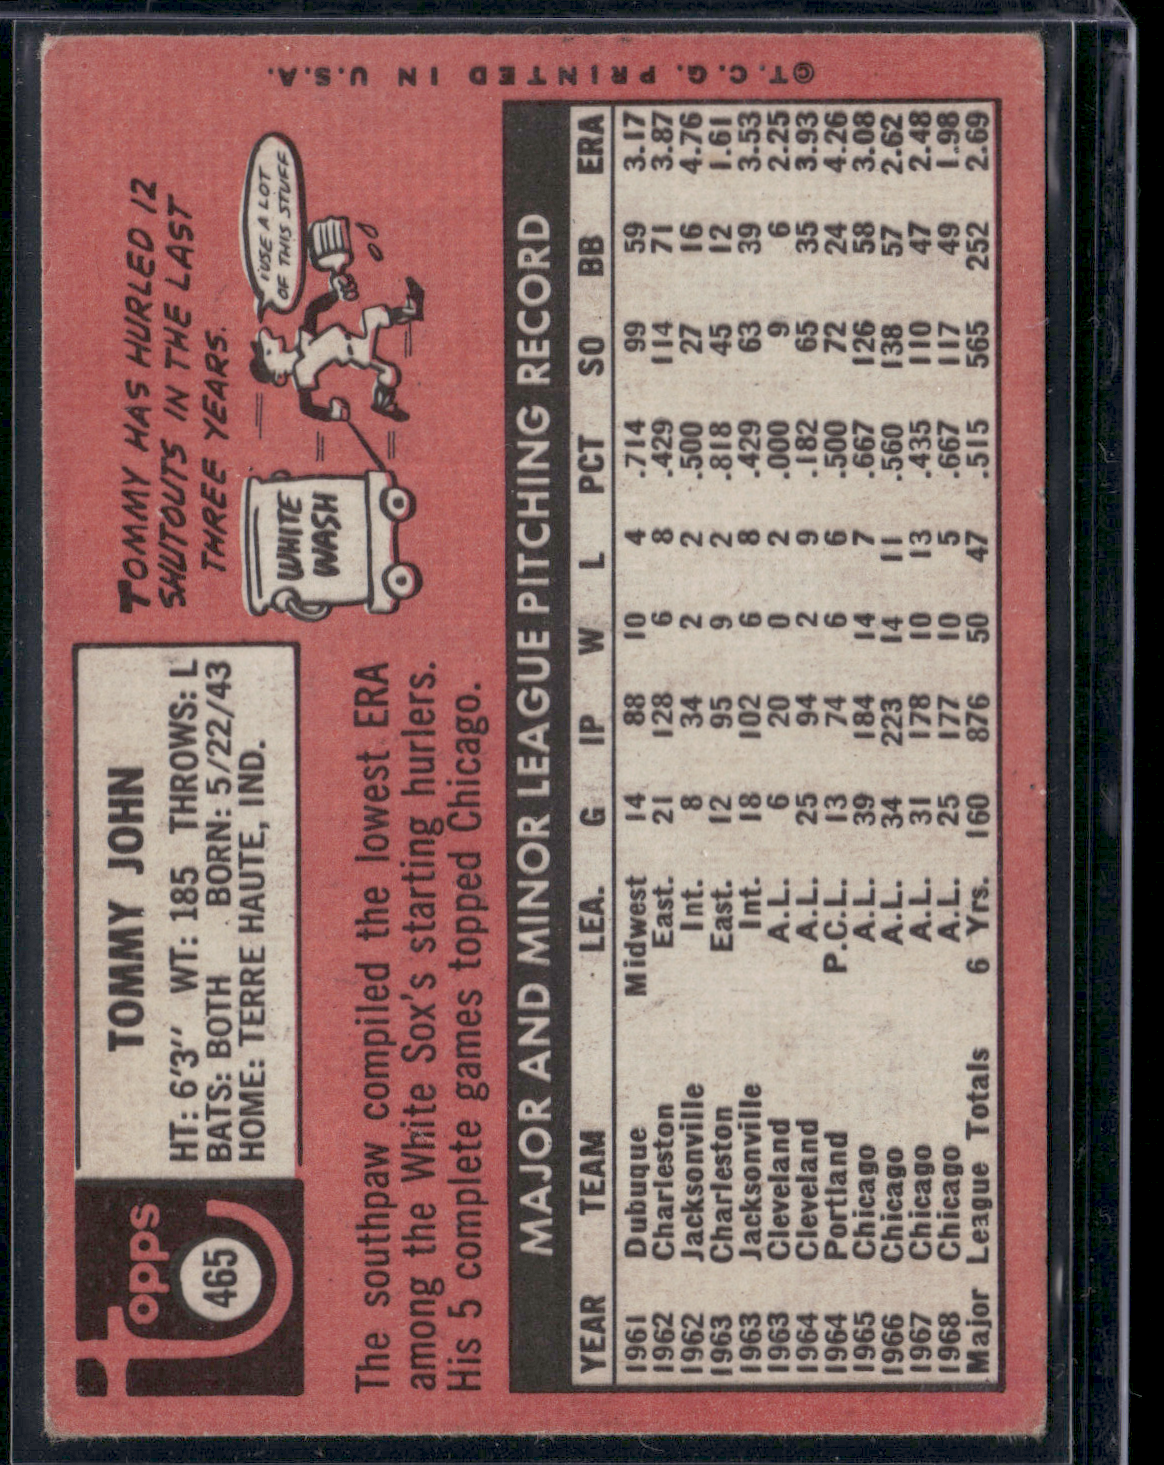 Topps
465
TOMMY JOHN
HT: 6'3" WT: 185 THROWS: L
BATS: BOTH BORN: 5/22/43
HOME: TERRE HAUTE, IND.
TOMMY HAS HURLED 12
SHUTOUTS IN THE LAST
THREE YEARS.
I USE A LOT
OF THIS STUFF
WHITE
WASH
The southpaw compiled the lowest ERA
among the White Sox's starting hurlers.
His 5 complete games topped Chicago.
MAJOR AND MINOR LEAGUE PITCHING RECORD
YEAR TEAM LEA. G IP W L PCT SO BB ERA
1961 Dubuque Midwest 14 88 10 4 .714 99 59 3.17
1962 Charleston East. 21 128 6 8 .429 114 71 3.87
1962 Jacksonville Int. 8 34 2 2 .500 27 16 4.76
1963 Charleston East. 12 95 9 2 .818 45 12 1.61
1963 Jacksonville Int. 18 102 6 8 .429 63 39 3.53
1963 Cleveland A.L. 6 20 0 2 .000 9 6 2.25
1964 Cleveland A.L. 25 94 2 9 .182 65 35 3.93
1964 Portland P.C.L. 13 74 6 6 .500 72 24 4.26
1965 Chicago A.L. 39 184 14 7 .667 126 58 3.08
1966 Chicago A.L. 34 223 14 11 .560 138 57 2.62
1967 Chicago A.L. 31 178 10 13 .435 110 47 2.48
1968 Chicago A.L. 25 177 10 5 .667 117 49 1.98
Major League Totals 6 Yrs. 160 876 50 47 .515 565 252 2.69
©T.C.G. PRINTED IN U.S.A.